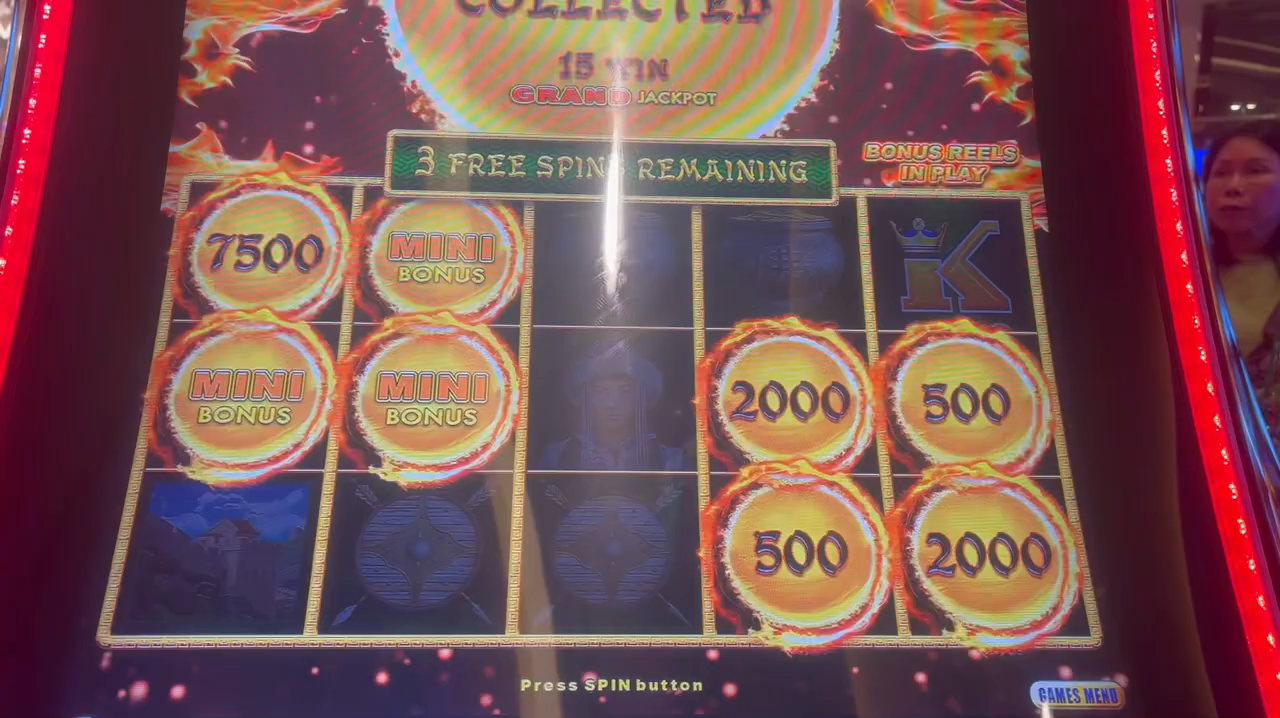 COLLECTED
15 WIN
GRAND JACKPOT
3 FREE SPINS REMAINING
BONUS REELS
IN PLAY
7500
MINI
BONUS
K
MINI
BONUS
MINI
BONUS
2000
500
500
2000
Press SPIN button
GAMES MENU